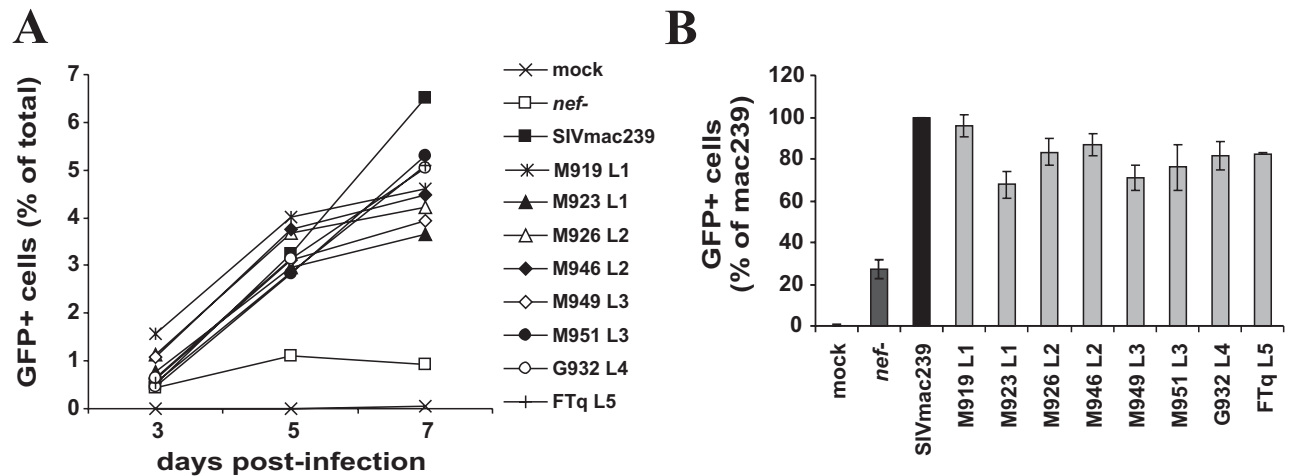 A
GFP+ cells (% of total)
7
6
5
4
3
2
1
0
3
5
7
days post-infection
mock
nef-
SIVmac239
M919 L1
M923 L1
M926 L2
M946 L2
M949 L3
M951 L3
G932 L4
FTq L5
B
GFP+ cells
(% of mac239)
120
100
80
60
40
20
0
mock
nef-
SIVmac239
M919 L1
M923 L1
M926 L2
M946 L2
M949 L3
M951 L3
G932 L4
FTq L5